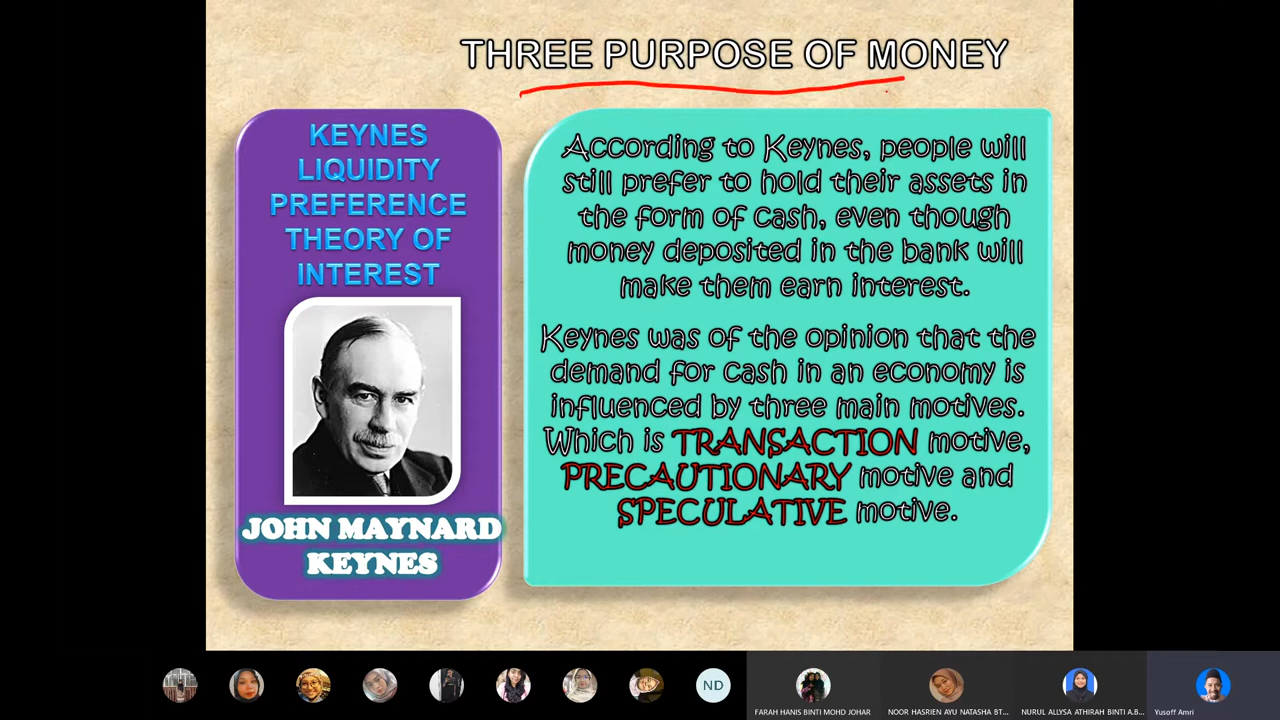 THREE PURPOSE OF MONEY
KEYNES
LIQUIDITY
PREFERENCE
THEORY OF
INTEREST
JOHN MAYNARD
KEYNES
According to Keynes, people will
still prefer to hold their assets in
the form of cash, even though
money deposited in the bank will
make them earn interest.
Keynes was of the opinion that the
demand for cash in an economy is
influenced by three main motives.
Which is TRANSACTION motive,
PRECAUTIONARY motive and
SPECULATIVE motive.
ND
FARAH HANIS BINTI MOHD JOHAR
NOOR HASRIEN AYU NATASHA BT...
NURUL ALLYSA ATHIRAH BINTI A.B...
Yusoff Amri